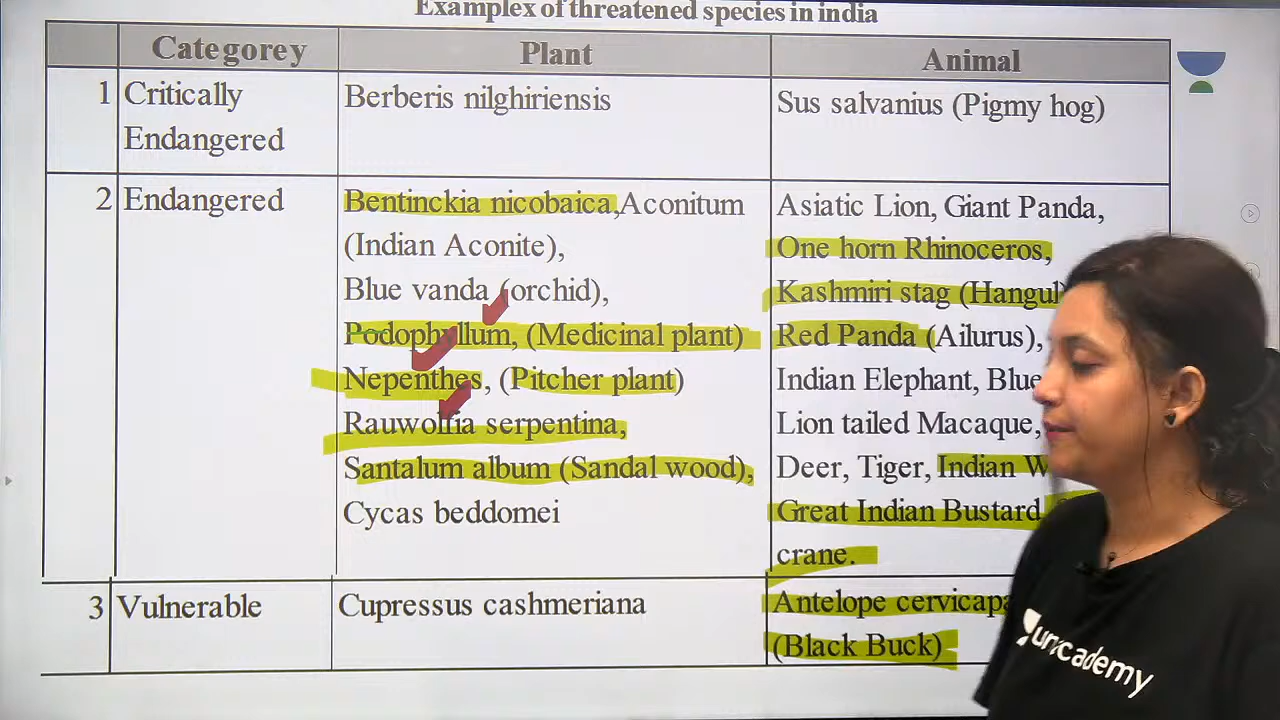 Examplex of threatened species in india
Categorey Plant Animal
1 Critically Berberis nilghiriensis Sus salvanius (Pigmy hog)
Endangered
2 Endangered Bentinckia nicobaica,Aconitum Asiatic Lion, Giant Panda,
(Indian Aconite), One horn Rhinoceros,
Blue vanda (orchid), Kashmiri stag (Hangul
Podophyllum, (Medicinal plant) Red Panda (Ailurus),
Nepenthes, (Pitcher plant) Indian Elephant, Blue
Rauwolfia serpentina, Lion tailed Macaque,
Santalum album (Sandal wood), Deer, Tiger, Indian W
Cycas beddomei Great Indian Bustard
crane.
3 Vulnerable Cupressus cashmeriana Antelope cervicapa
(Black Buck)
unacademy